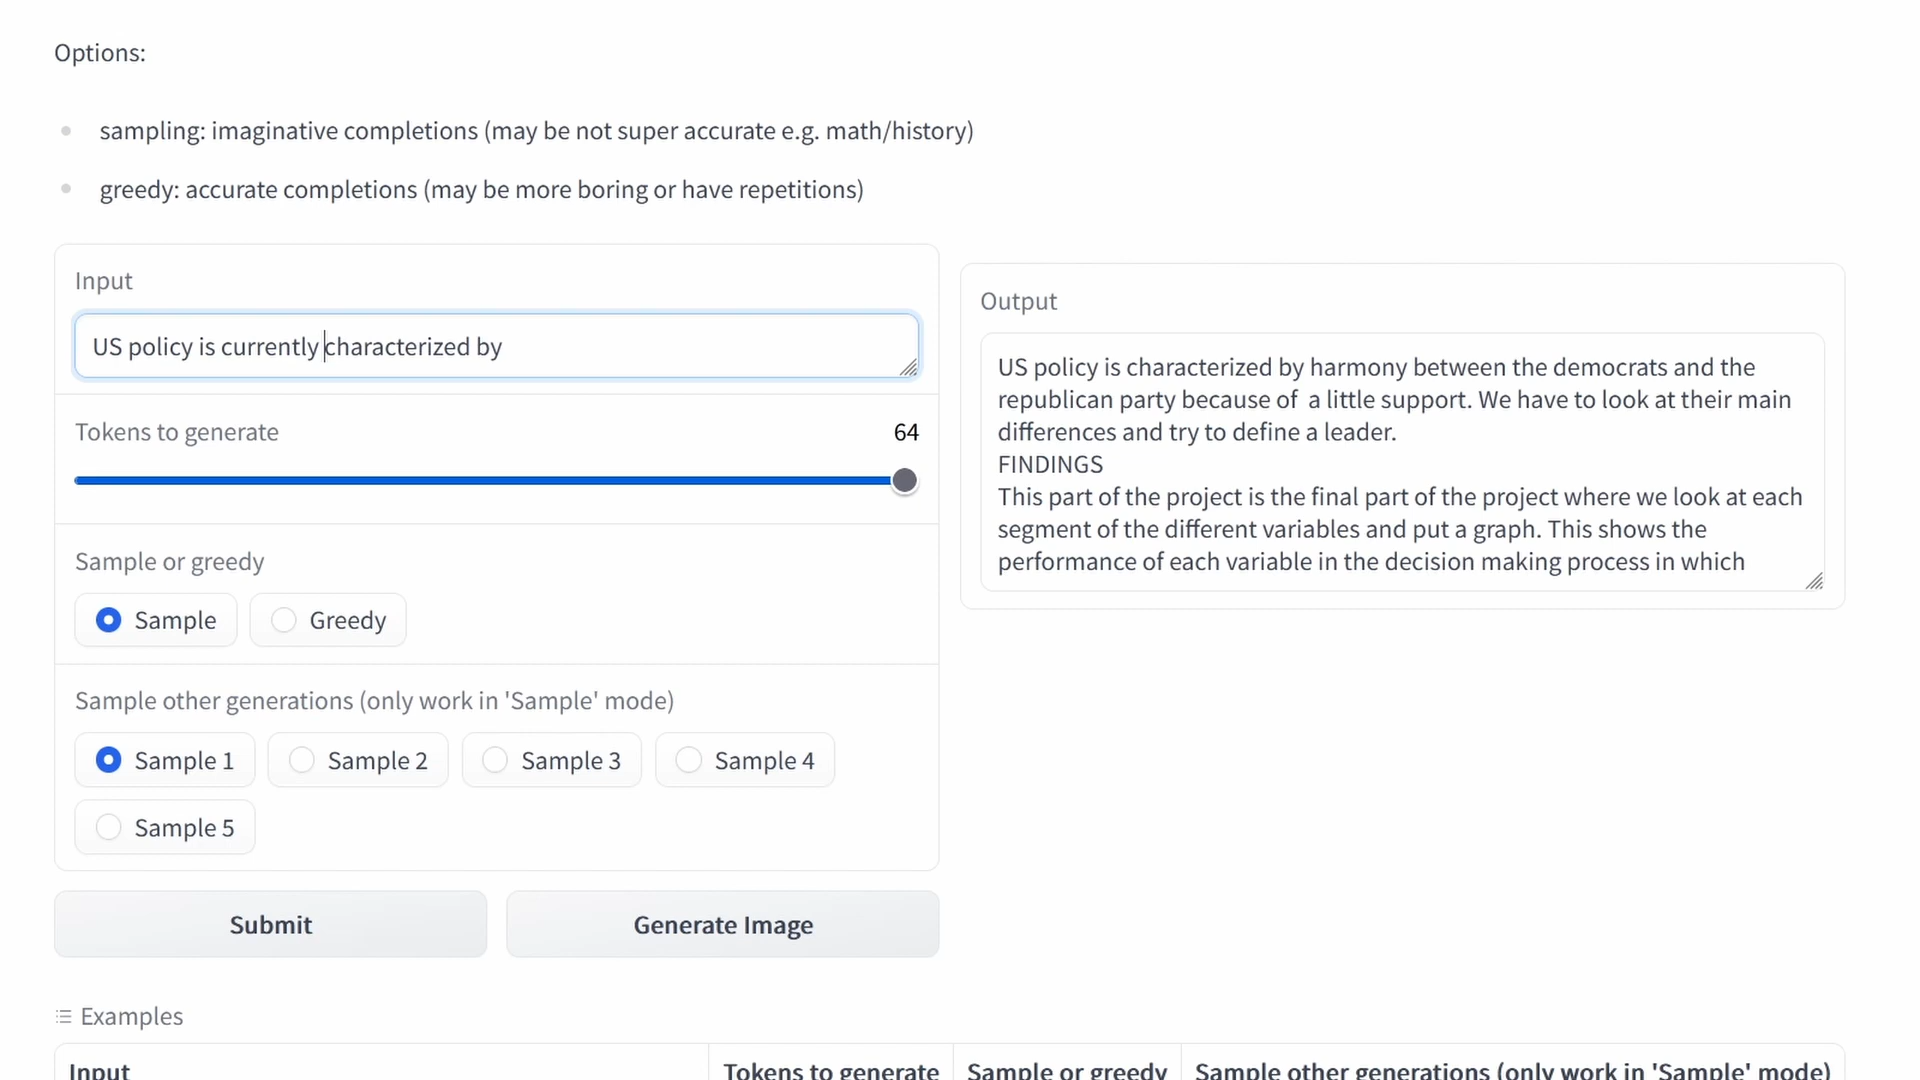 Options:
sampling: imaginative completions (may be not super accurate e.g. math/history)
greedy: accurate completions (may be more boring or have repetitions)
Input
US policy is currently characterized by
Tokens to generate
64
Sample or greedy
Sample
Greedy
Sample other generations (only work in 'Sample' mode)
Sample 1
Sample 2
Sample 3
Sample 4
Sample 5
Submit
Generate Image
Output
US policy is characterized by harmony between the democrats and the
republican party because of  a little support. We have to look at their main
differences and try to define a leader.
FINDINGS
This part of the project is the final part of the project where we look at each
segment of the different variables and put a graph. This shows the
performance of each variable in the decision making process in which
Examples
Input
Tokens to generate
Sample or greedy
Sample other generations (only work in 'Sample' mode)